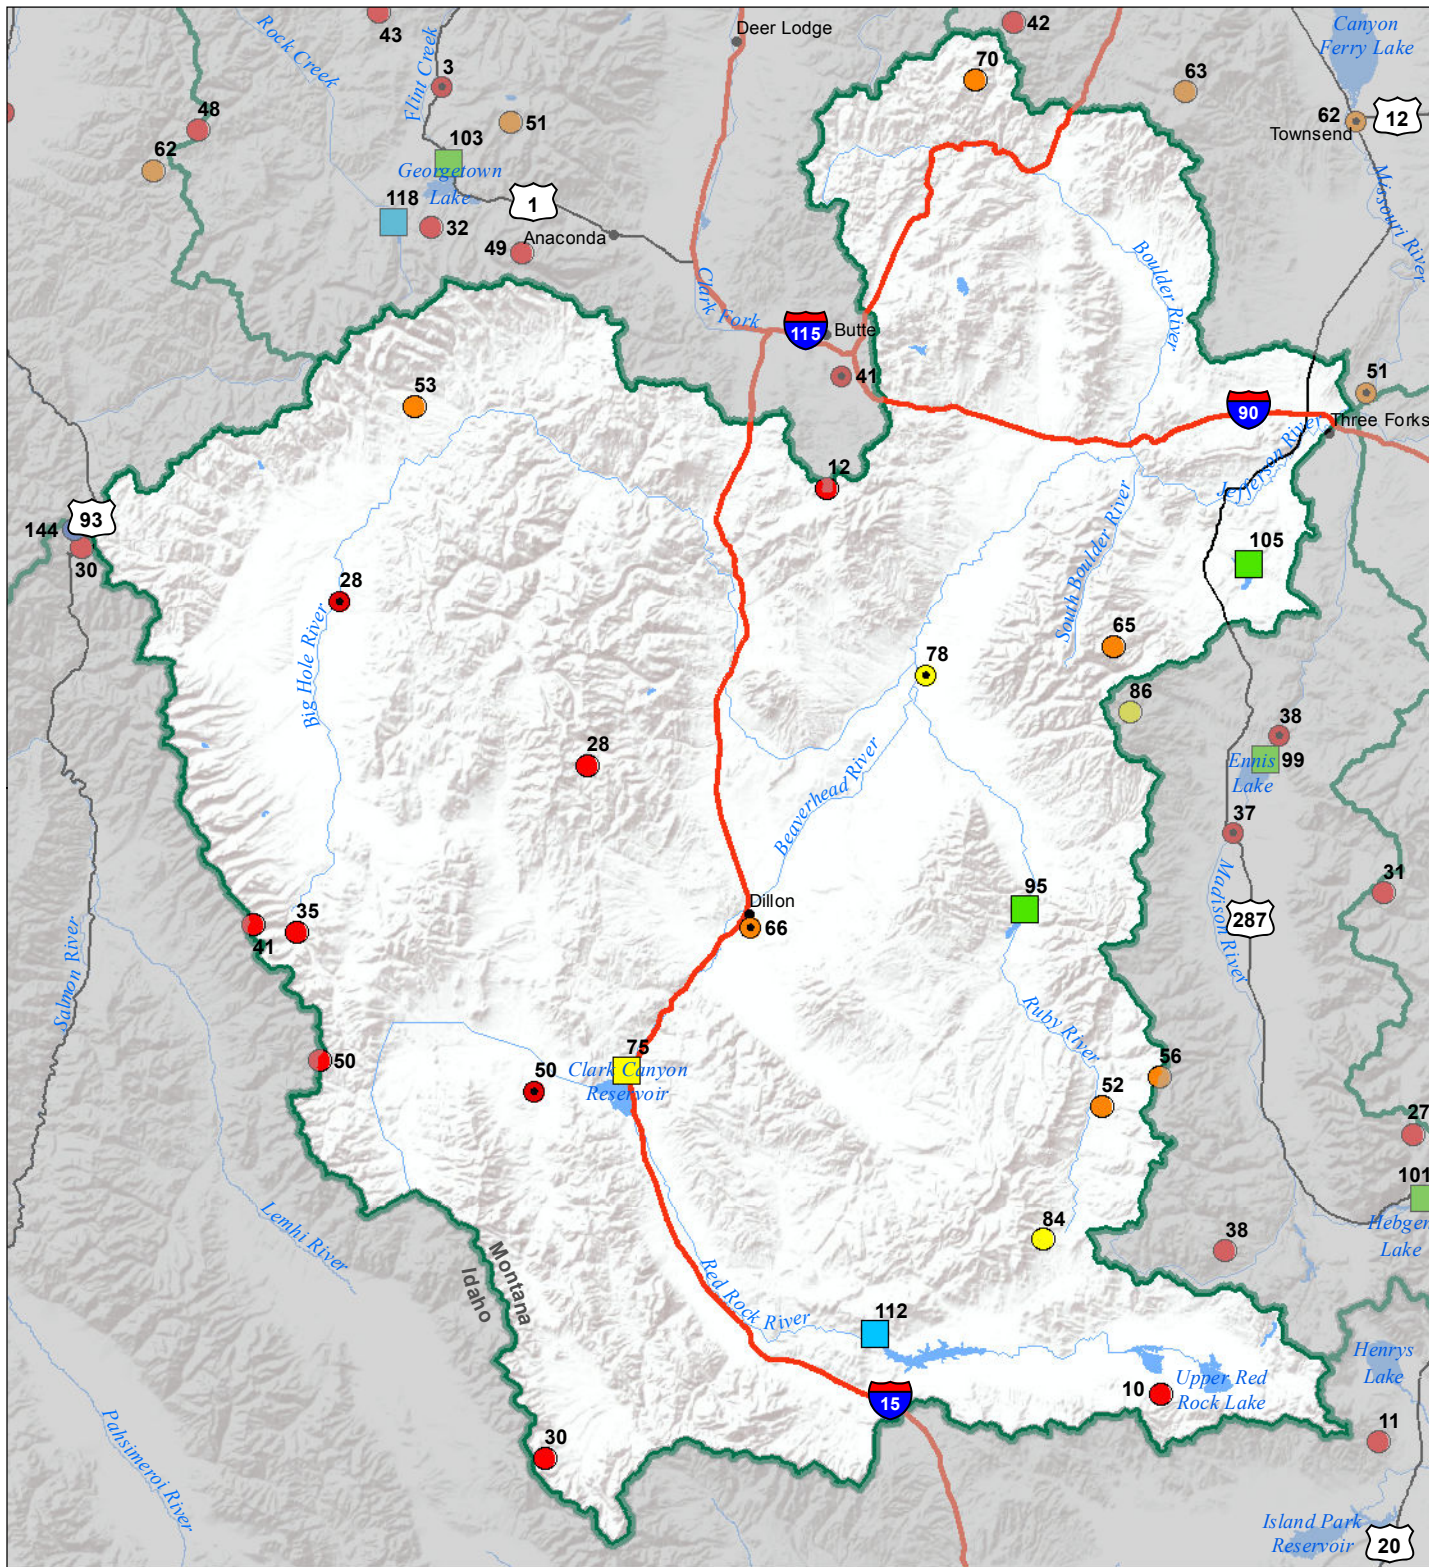 Deer Lodge
42
Canyon
Ferry Lake
43
Rock Creek
Flint Creek
3
70
63
48
51
62
12
Townsend
62
103
Georgetown
Lake
118
32
1
49
Anaconda
Missouri River
Clark Fork
Boulder River
115
Butte
41
51
53
90
Three Forks
Jefferson River
12
93
144
30
South Boulder River
105
28
Big Hole River
65
78
86
38
28
Ennis
Lake
99
Beaverhead River
37
Madison River
31
95
Dillon
66
35
41
287
Salmon River
Ruby River
50
75
50
Clark Canyon
Reservoir
56
52
27
101
Hebgen
Lake
84
38
Lemhi River
Montana
Idaho
Red Rock River
112
Henrys
Lake
10
Upper Red
Rock Lake
15
11
30
Pahsimeroi River
Island Park
Reservoir
20